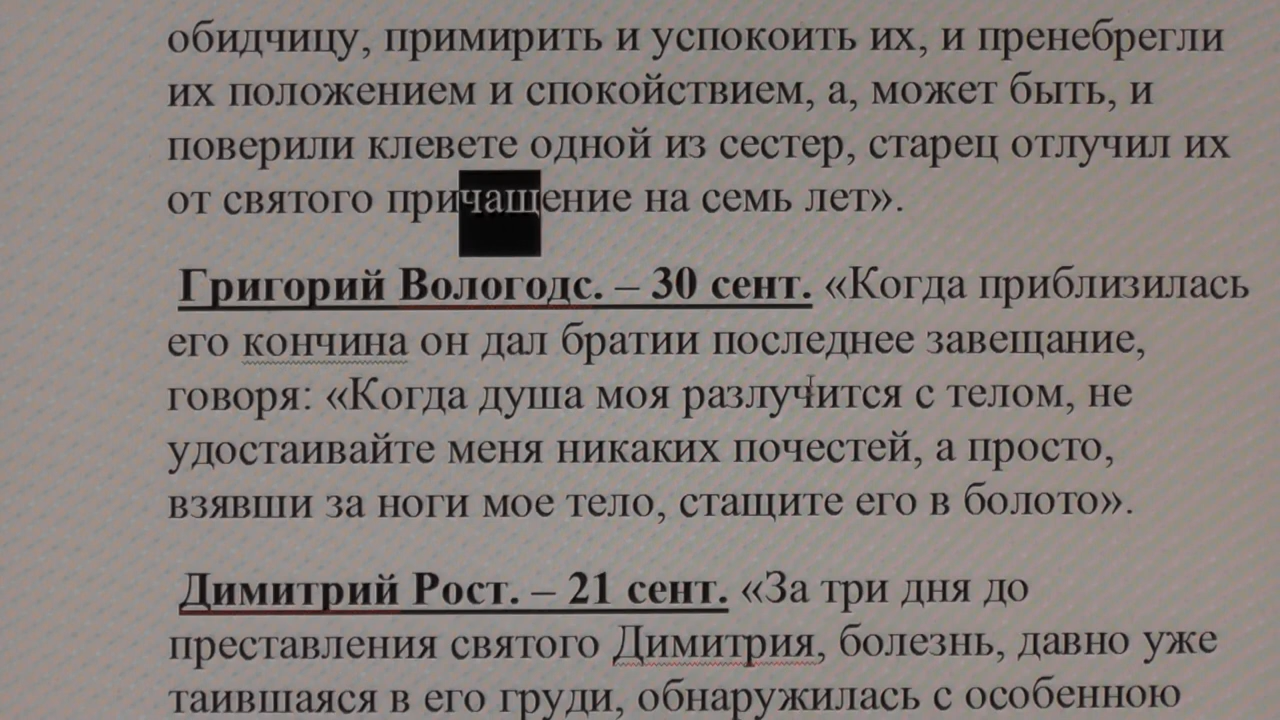 обидчицу, примирить и успокоить их, и пренебрегли
их положением и спокойствием, а, может быть, и
поверили клевете одной из сестер, старец отлучил их
от святого причащение на семь лет».
Григорий Вологодс. – 30 сент. «Когда приблизилась
его кончина он дал братии последнее завещание,
говоря: «Когда душа моя разлучится с телом, не
удостаивайте меня никаких почестей, а просто,
взявши за ноги мое тело, стащите его в болото».
Димитрий Рост. – 21 сент. «За три дня до
преставления святого Димитрия, болезнь, давно уже
таившаяся в его груди, обнаружилась с особенною